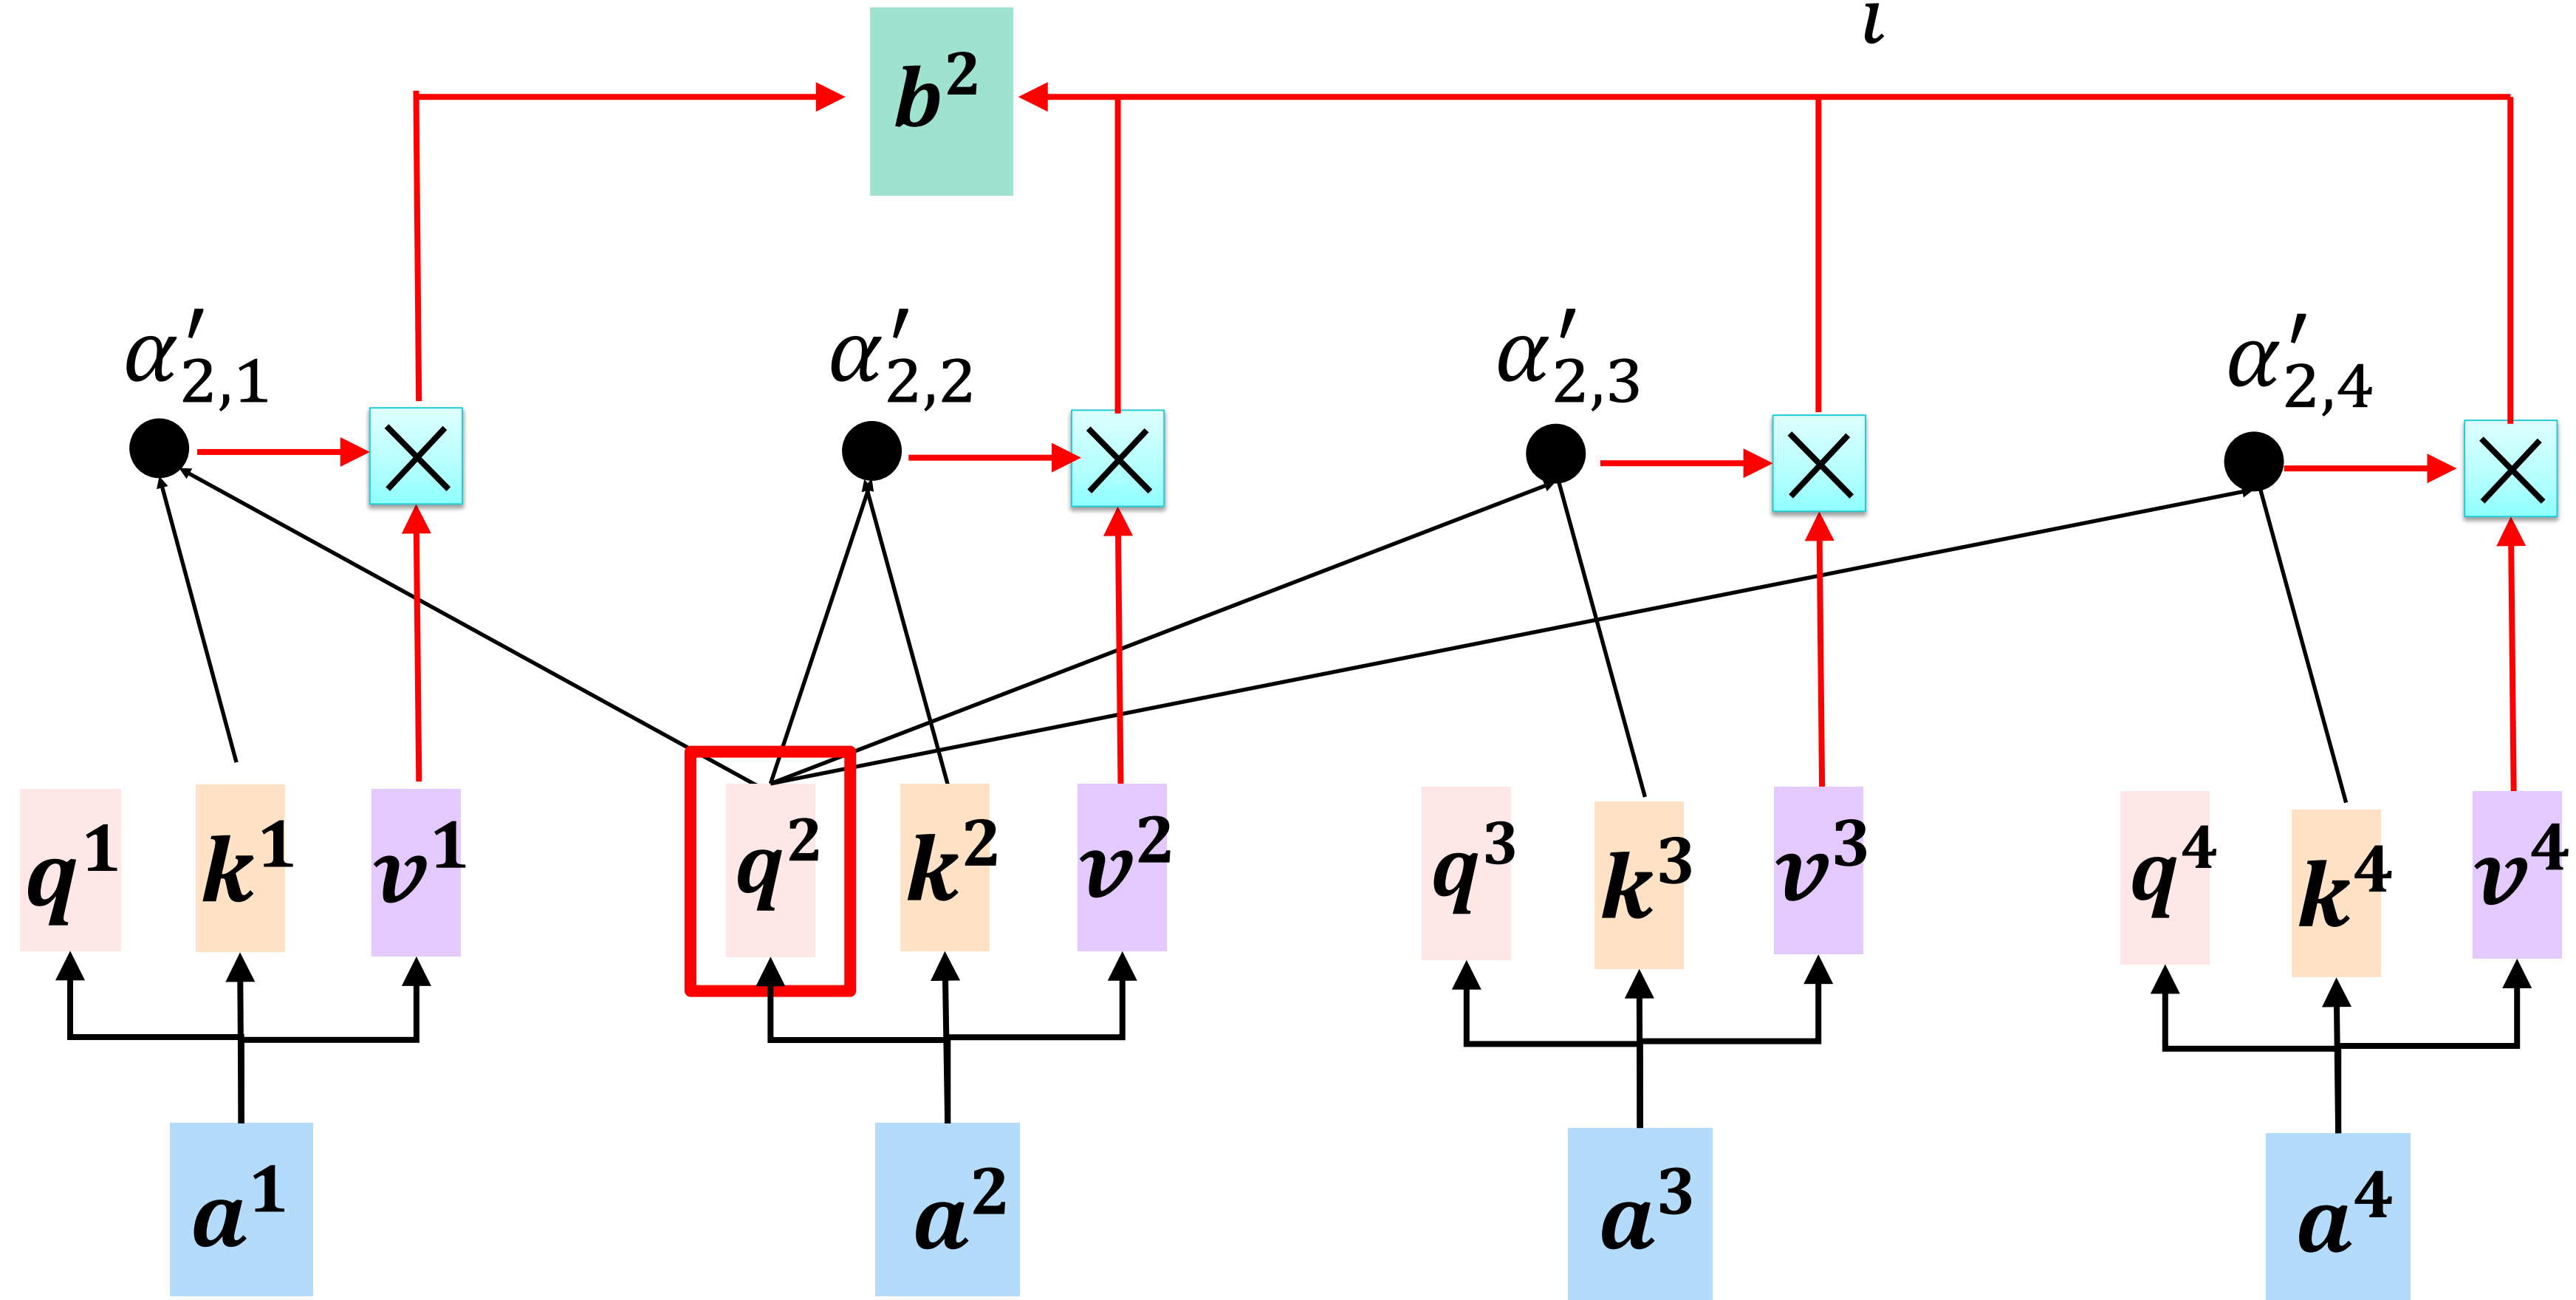 i
b²
α′₂,₁ α′₂,₂ α′₂,₃ α′₂,₄
q¹ k¹ v¹ q² k² v² q³ k³ v³ q⁴ k⁴ v⁴
a¹ a² a³ a⁴